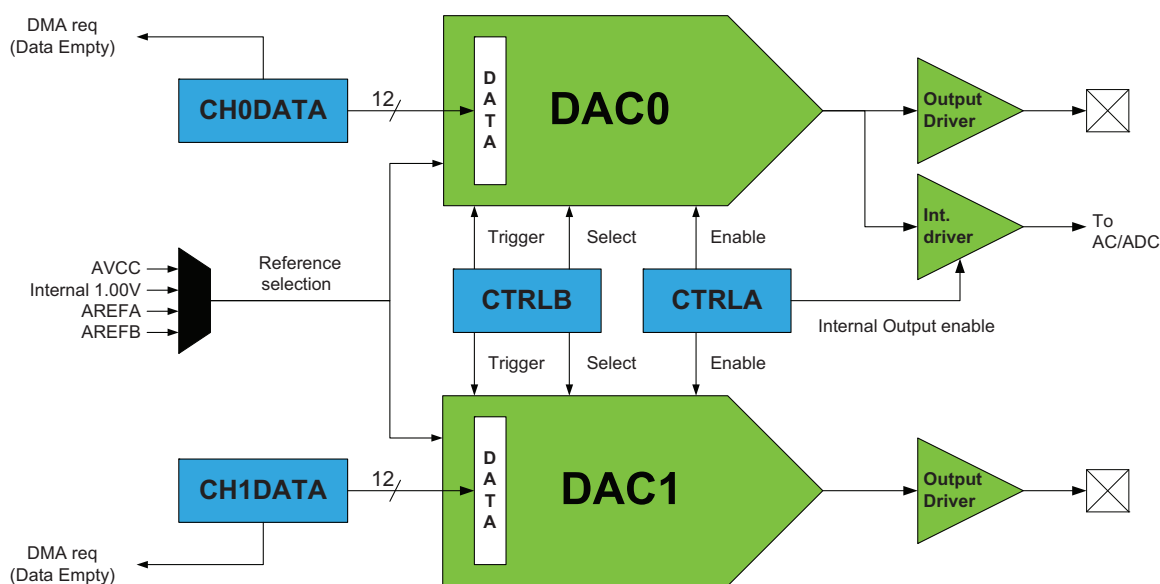 DMA req
(Data Empty)
CH0DATA
12
DATA
DAC0
Output
Driver
Int.
driver
To
AC/ADC
Trigger
Select
Enable
AVCC
Internal 1.00V
AREFA
AREFB
Reference
selection
CTRLB
CTRLA
Internal Output enable
Trigger
Select
Enable
CH1DATA
12
DATA
DAC1
Output
Driver
DMA req
(Data Empty)